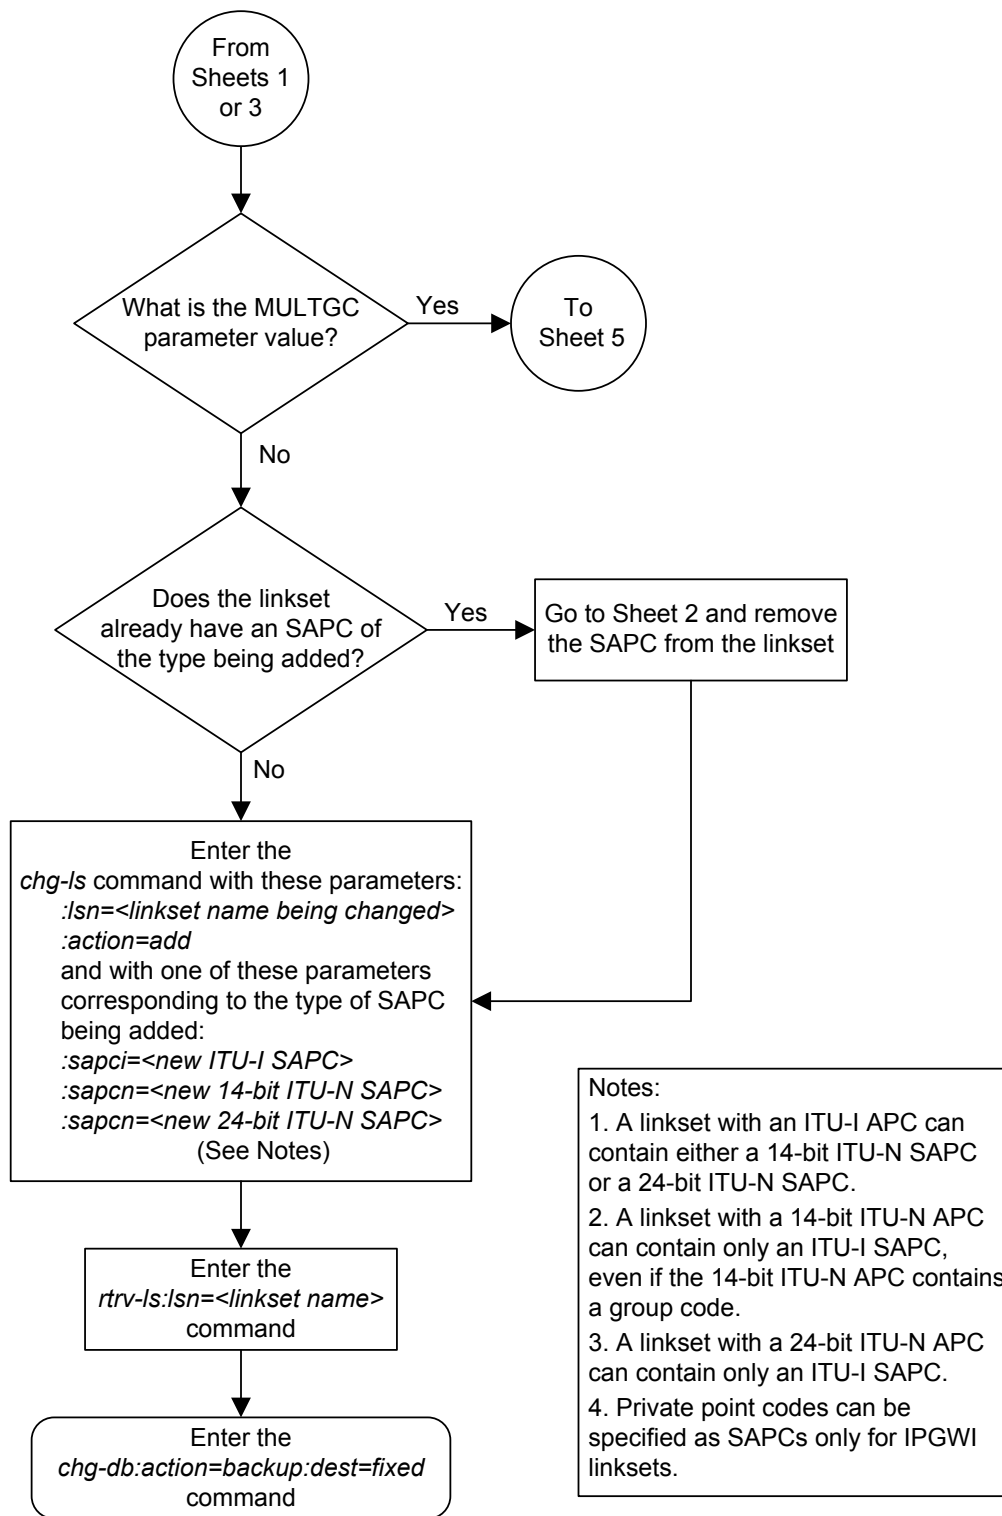 From
Sheets 1
or 3
What is the MULTGC
parameter value?
Yes
To
Sheet 5
No
Does the linkset
already have an SAPC of
the type being added?
Yes
Go to Sheet 2 and remove
the SAPC from the linkset
No
Enter the
chg-ls command with these parameters:
:lsn=<linkset name being changed>
:action=add
and with one of these parameters
corresponding to the type of SAPC
being added:
:sapci=<new ITU-I SAPC>
:sapcn=<new 14-bit ITU-N SAPC>
:sapcn=<new 24-bit ITU-N SAPC>
(See Notes)
Enter the
rtrv-ls:lsn=<linkset name>
command
Enter the
chg-db:action=backup:dest=fixed
command
Notes:
1. A linkset with an ITU-I APC can
contain either a 14-bit ITU-N SAPC
or a 24-bit ITU-N SAPC.
2. A linkset with a 14-bit ITU-N APC
can contain only an ITU-I SAPC,
even if the 14-bit ITU-N APC contains
a group code.
3. A linkset with a 24-bit ITU-N APC
can contain only an ITU-I SAPC.
4. Private point codes can be
specified as SAPCs only for IPGWI
linksets.